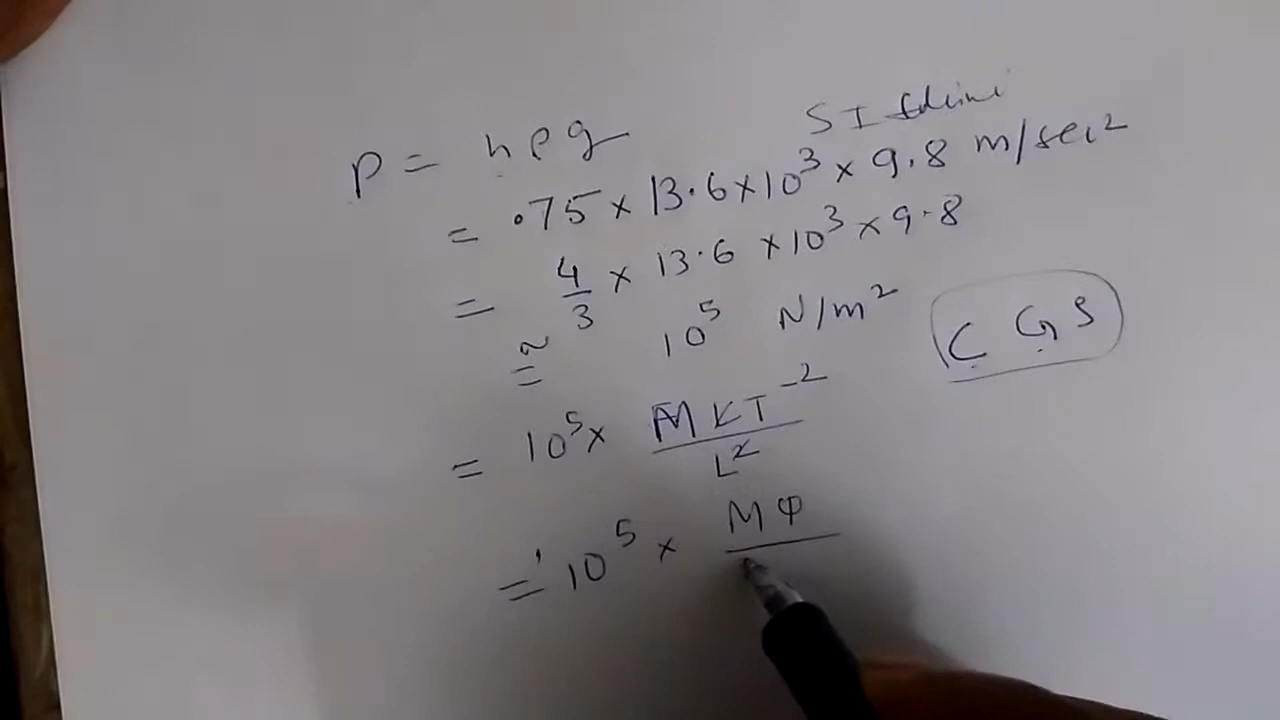 SI
P = hρg
= .75 × 13.6 × 10³ × 9.8 m/sec²
= 4/3 × 13.6 × 10³ × 9.8
≅ 10⁵ N/m²
CGS
= 10⁵ × MLT⁻² / L²
= 10⁵ × M